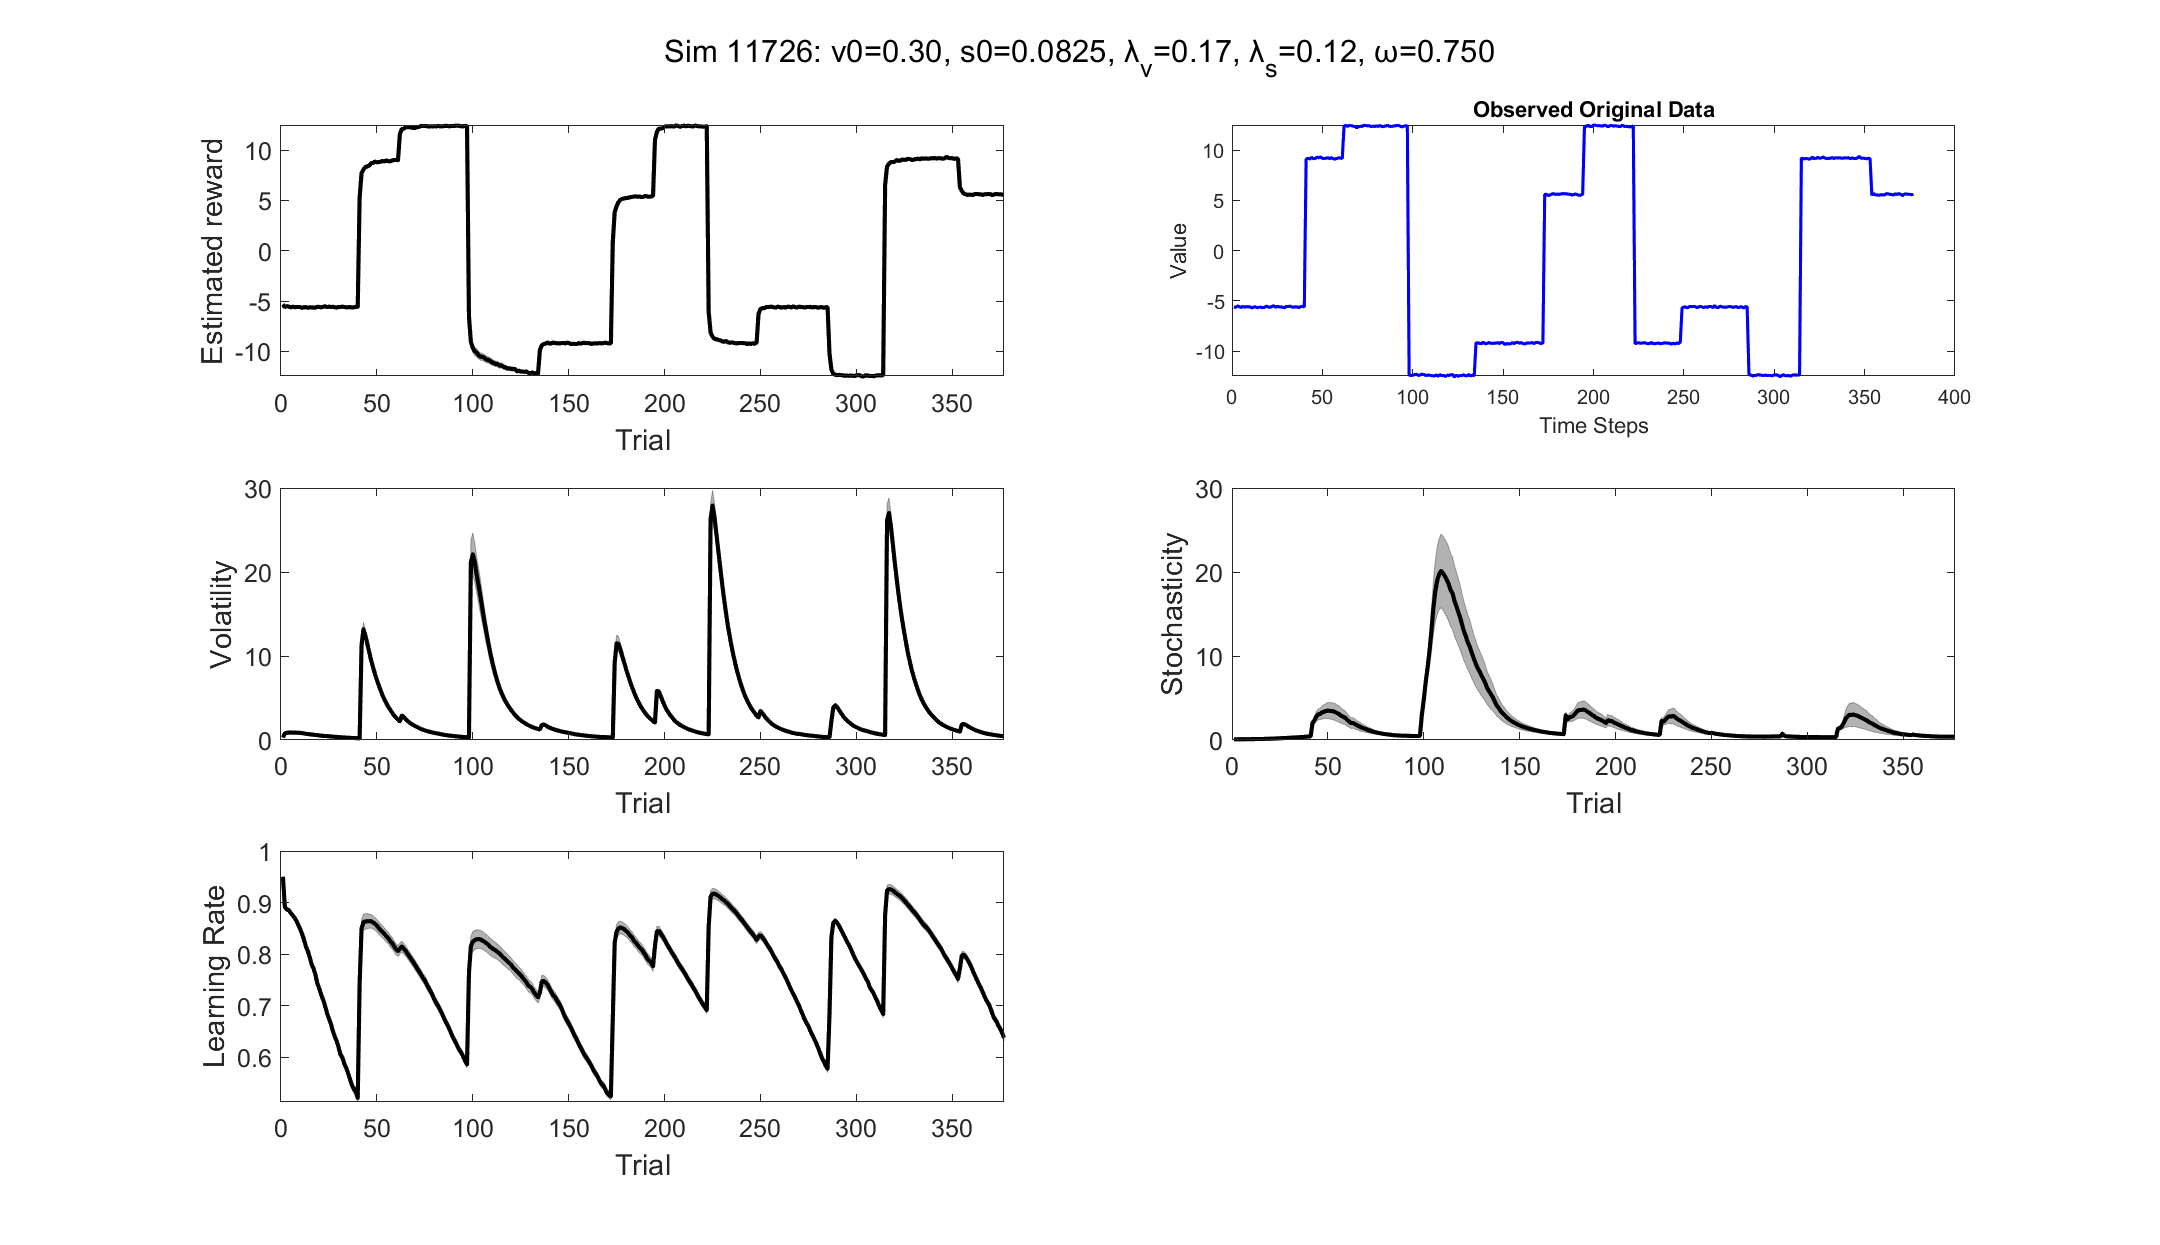 Sim 11726: v0=0.30, s0=0.0825, λ_v=0.17, λ_s=0.12, ω=0.750
Estimated reward
10
5
0
-5
-10
0 50 100 150 200 250 300 350
Trial
Observed Original Data
Value
10
5
0
-5
-10
0 50 100 150 200 250 300 350 400
Time Steps
Volatility
30
20
10
0
0 50 100 150 200 250 300 350
Trial
Stochasticity
30
20
10
0
0 50 100 150 200 250 300 350
Trial
Learning Rate
1
0.9
0.8
0.7
0.6
0 50 100 150 200 250 300 350
Trial